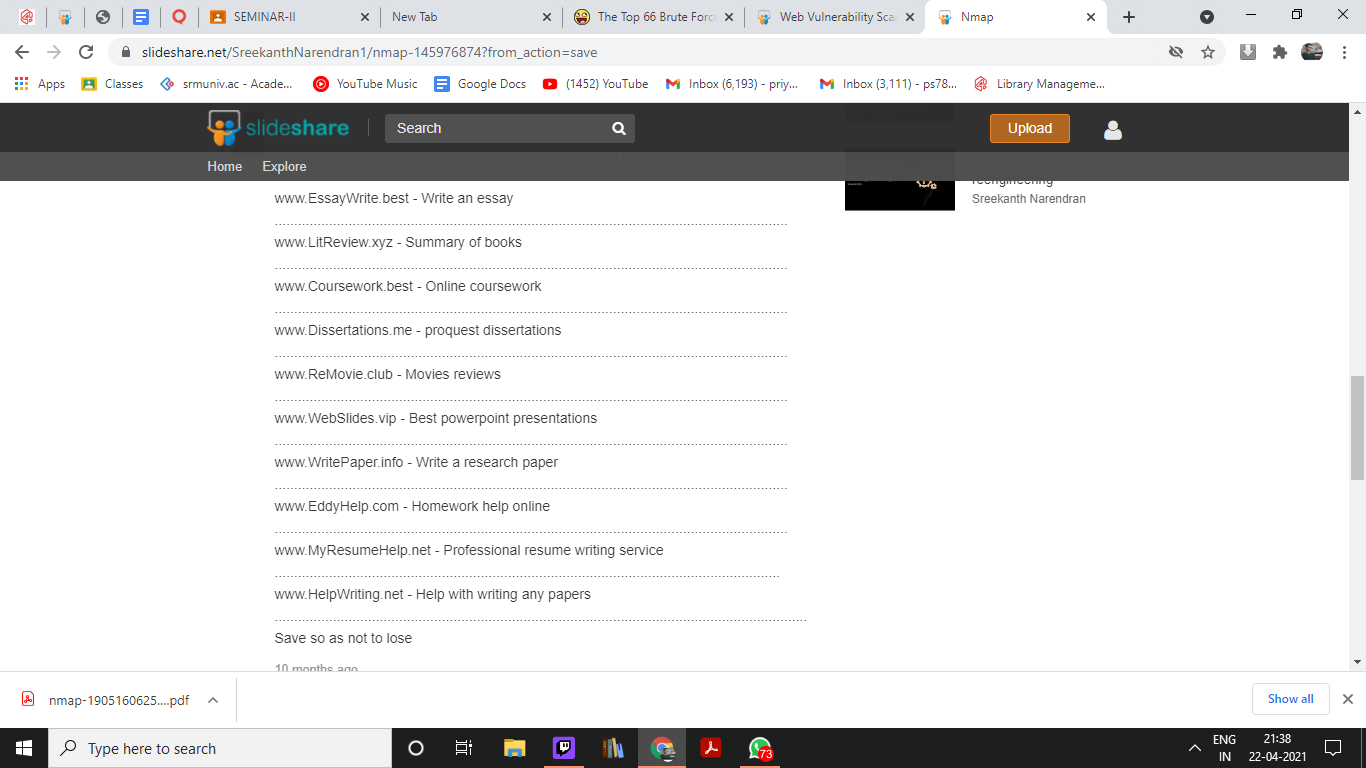 SEMINAR-II
New Tab
The Top 66 Brute Forc
Web Vulnerability Sca
Nmap
slideshare.net/SreekanthNarendran1/nmap-145976874?from_action=save
Apps
Classes
srmuniv.ac - Acade...
YouTube Music
Google Docs
(1452) YouTube
Inbox (6,193) - priy...
Inbox (3,111) - ps78...
Library Manageme...
slideshare
Search
Upload
Home
Explore
reengineering
Sreekanth Narendran
www.EssayWrite.best - Write an essay
www.LitReview.xyz - Summary of books
www.Coursework.best - Online coursework
www.Dissertations.me - proquest dissertations
www.ReMovie.club - Movies reviews
www.WebSlides.vip - Best powerpoint presentations
www.WritePaper.info - Write a research paper
www.EddyHelp.com - Homework help online
www.MyResumeHelp.net - Professional resume writing service
www.HelpWriting.net - Help with writing any papers
Save so as not to lose
10 months ago
nmap-1905160625....pdf
Show all
Type here to search
73
ENG
IN
21:38
22-04-2021